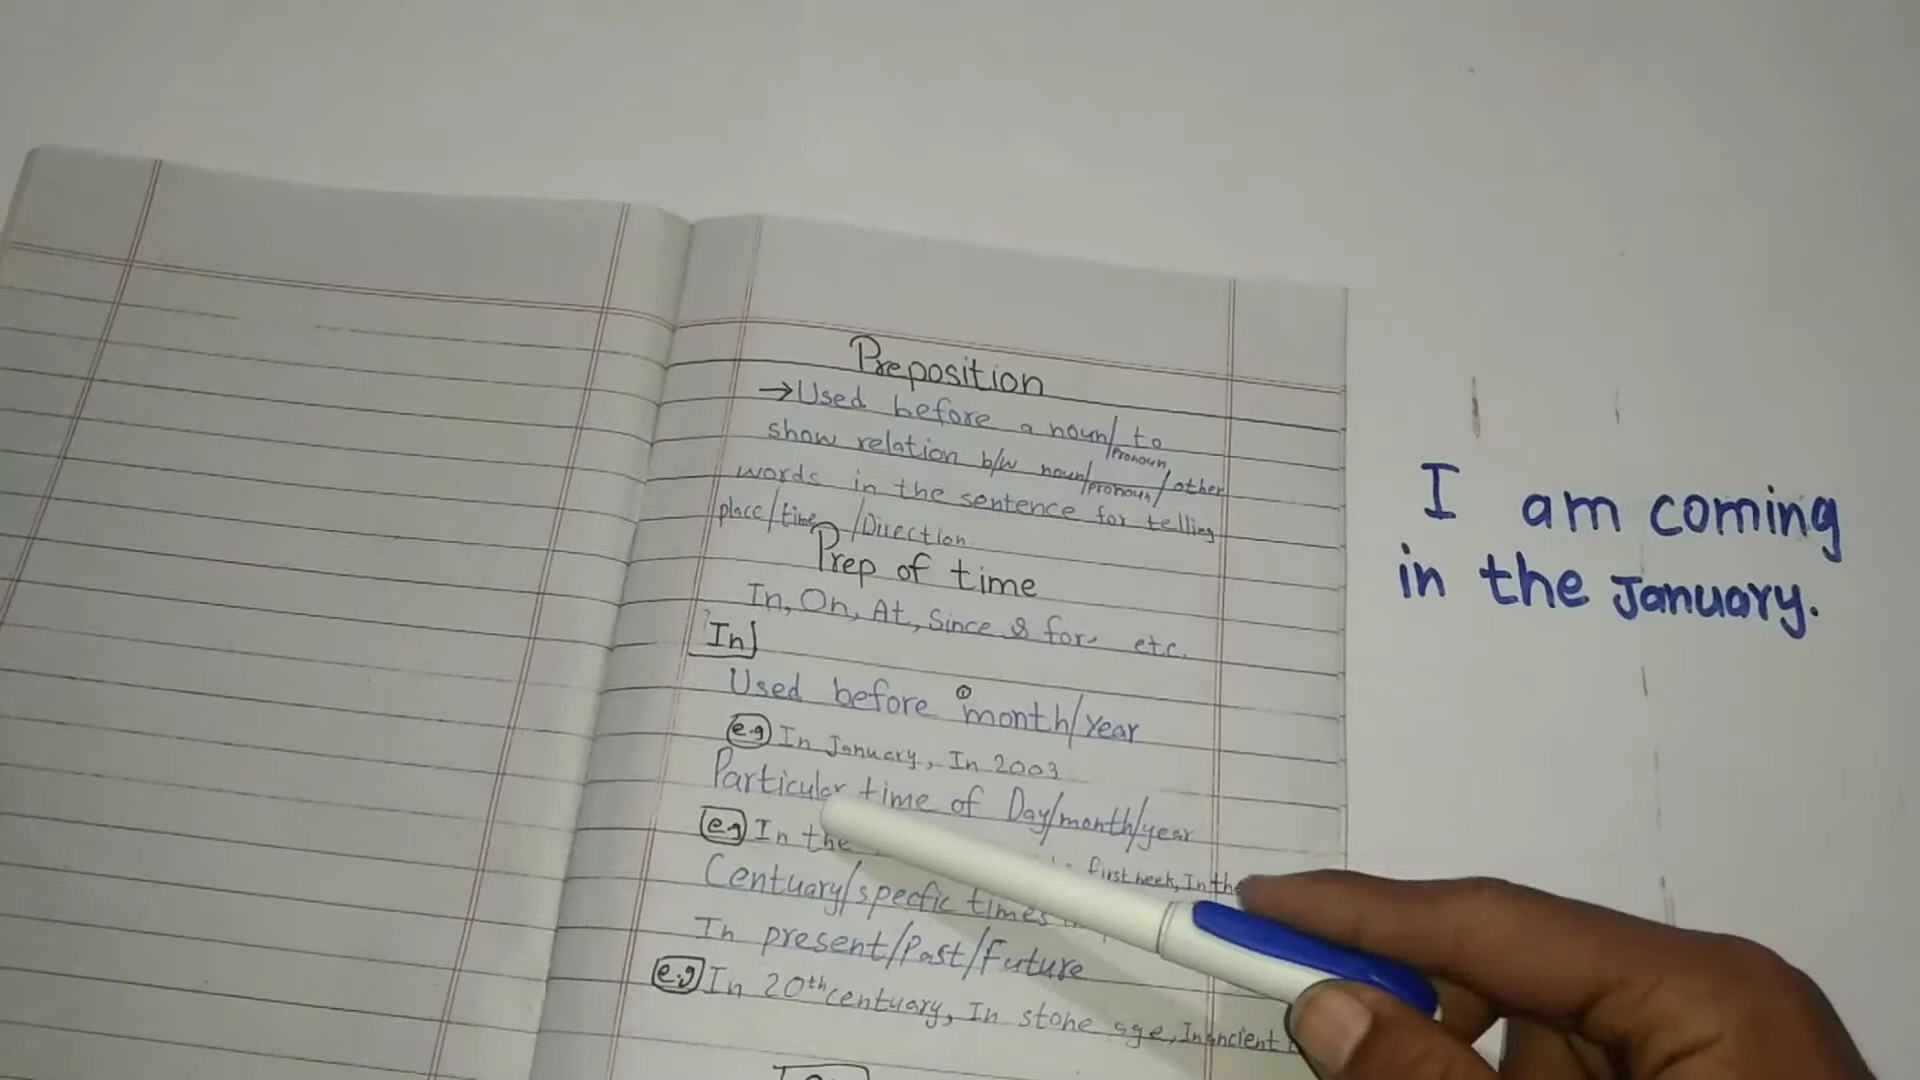 Preposition
→ Used before a noun/pronoun to
show relation b/w noun/pronoun/other
words in the sentence for telling
place/time/Direction
Prep of time
In, On, At, Since & for. etc.
In
Used before ① month/year
e.g In January, In 2003
Particular time of Day/month/year
e.g In the first week, In the
Centuary/specfic times
In present/Past/Future
e.g In 20th centuary, In stone age, In ancient
I am coming
in the January.